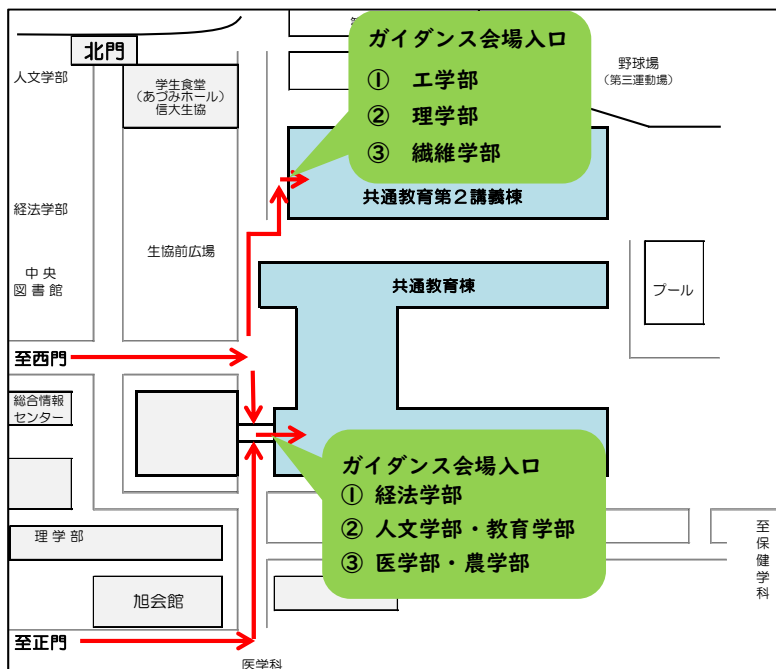 ガイダンス会場入口
① 工学部
② 理学部
③ 繊維学部
北門
人文学部
学生食堂
(あづみホール)
信大生協
野球場
(第三運動場)
共通教育第２講義棟
経法学部
生協前広場
中 央
図 書 館
共通教育棟
プール
至西門
総合情報
センター
ガイダンス会場入口
① 経法学部
② 人文学部・教育学部
③ 医学部・農学部
理 学 部
至保健学科
旭会館
至正門
医学科